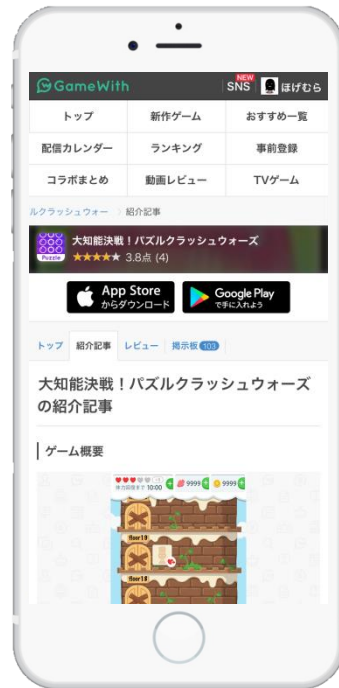 GameWith
NEW
SNS ほげむら
トップ 新作ゲーム おすすめ一覧
配信カレンダー ランキング 事前登録
コラボまとめ 動画レビュー TVゲーム
ルクラッシュウォー 紹介記事
大知能決戦！パズルクラッシュウォーズ
Puzzle
★★★★★ 3.8点 (4)
App Store
からダウンロード
Google Play
で手に入れよう
トップ 紹介記事 レビュー 掲示板 103
大知能決戦！パズルクラッシュウォーズ
の紹介記事
ゲーム概要
10:00 9999 9999
floor19
floor18